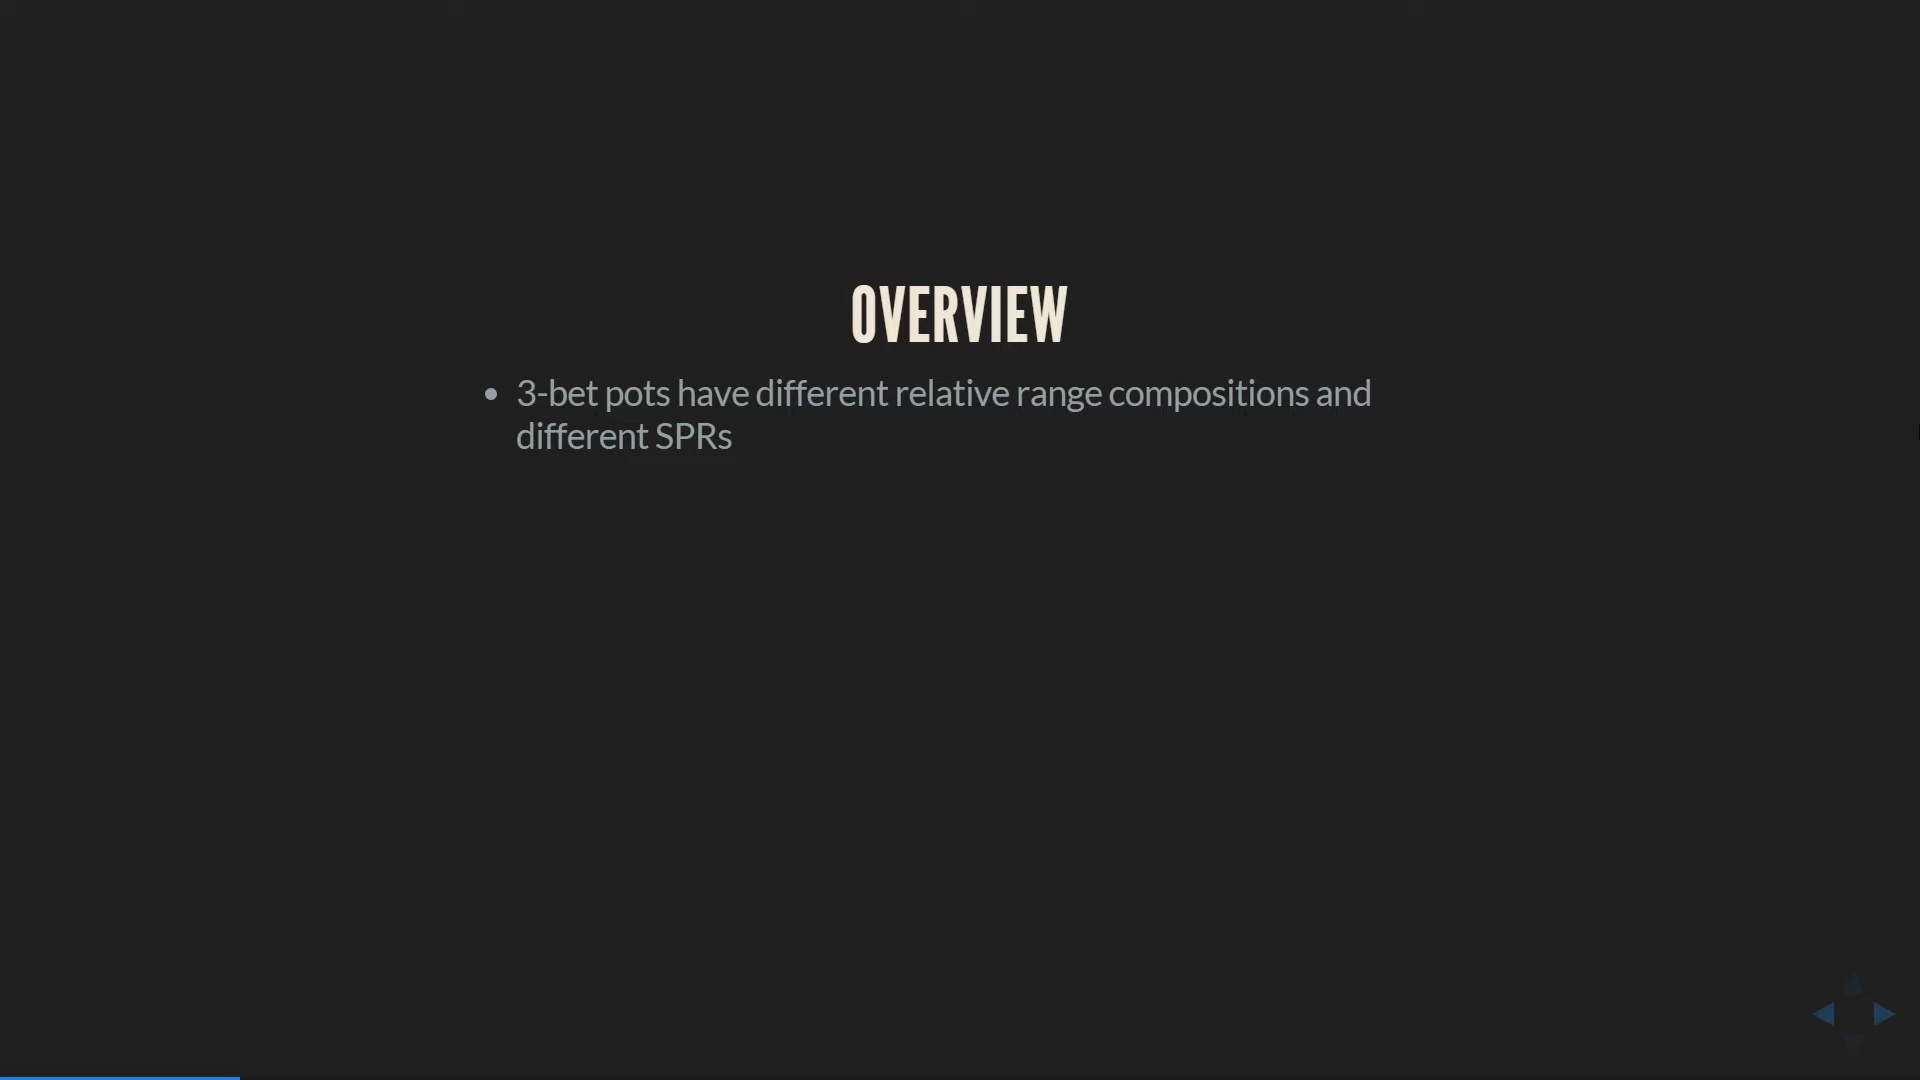 OVERVIEW
3-bet pots have different relative range compositions and
different SPRs